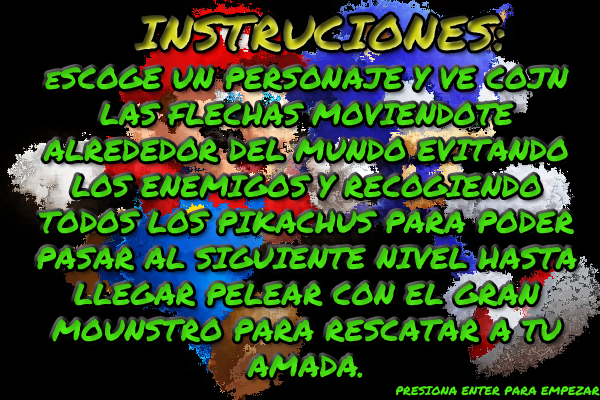 INSTRUCIONES:
ESCOGE UN PERSONAJE Y VE COJN
LAS FLECHAS MOVIENDOTE
ALREDEDOR DEL MUNDO EVITANDO
LOS ENEMIGOS Y RECOGIENDO
TODOS LOS PIKACHUS PARA PODER
PASAR AL SIGUIENTE NIVEL HASTA
LLEGAR PELEAR CON EL GRAN
MOUNSTRO PARA RESCATAR A TU
AMADA.
PRESIONA ENTER PARA EMPEZAR